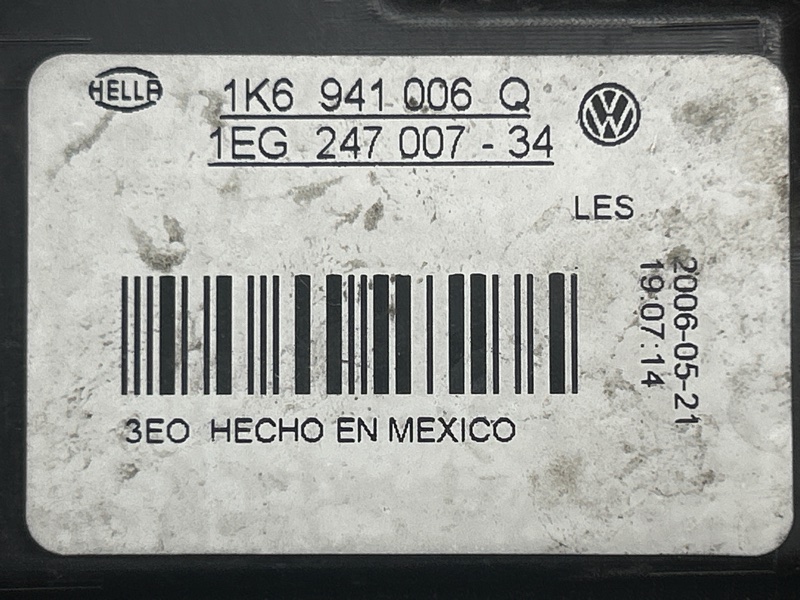 HELLA
1K6 941 006 Q
1EG 247 007 - 34
VW
LES
2006-05-21
19:07:14
3EO HECHO EN MEXICO